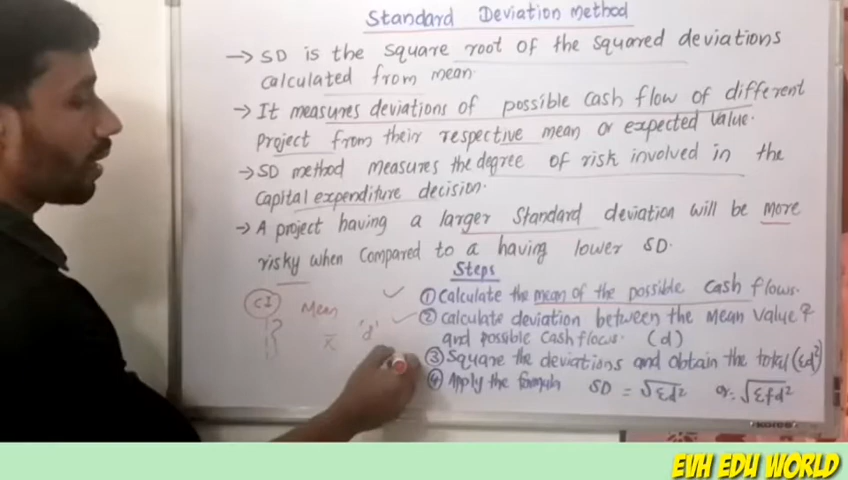 Standard Deviation Method
→ SD is the square root of the squared deviations
calculated from mean.
→ It measures deviations of possible cash flow of different
project from their respective mean or expected value.
→ SD method measures the degree of risk involved in the
capital expenditure decision.
→ A project having a larger standard deviation will be more
risky when compared to a having lower SD.
Steps
① Calculate the mean of the possible cash flows.
② Calculate deviation between the mean value &
and possible cash flows. (d)
③ Square the deviations and obtain the total (Σd²)
④ Apply the formula SD = √Σd² or √Σfd²
CI Mean
x̄ 'd'
KOROS
EVH EDU WORLD